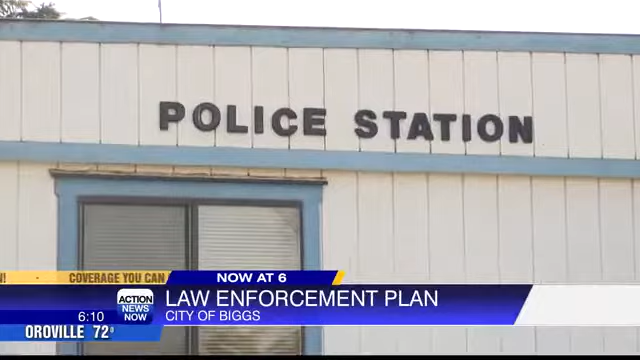 POLICE STATION
NOW AT 6
N! · COVERAGE YOU CAN
LAW ENFORCEMENT PLAN
CITY OF BIGGS
6:10
ACTION
NEWS
NOW
OROVILLE 72°